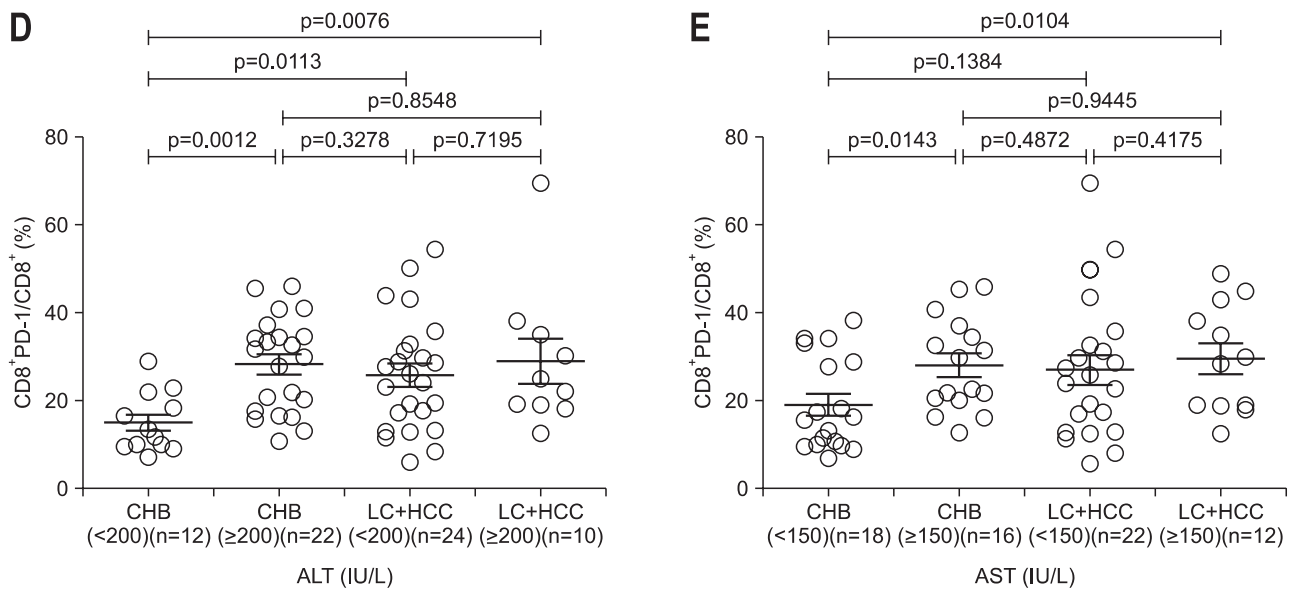 D
p=0.0076
p=0.0113
p=0.8548
p=0.0012 p=0.3278 p=0.7195
80
60
40
20
0
CD8⁺PD-1/CD8⁺ (%)
CHB CHB LC+HCC LC+HCC
(<200)(n=12) (≥200)(n=22) (<200)(n=24) (≥200)(n=10)
ALT (IU/L)
E
p=0.0104
p=0.1384
p=0.9445
p=0.0143 p=0.4872 p=0.4175
80
60
40
20
0
CD8⁺PD-1/CD8⁺ (%)
CHB CHB LC+HCC LC+HCC
(<150)(n=18) (≥150)(n=16) (<150)(n=22) (≥150)(n=12)
AST (IU/L)